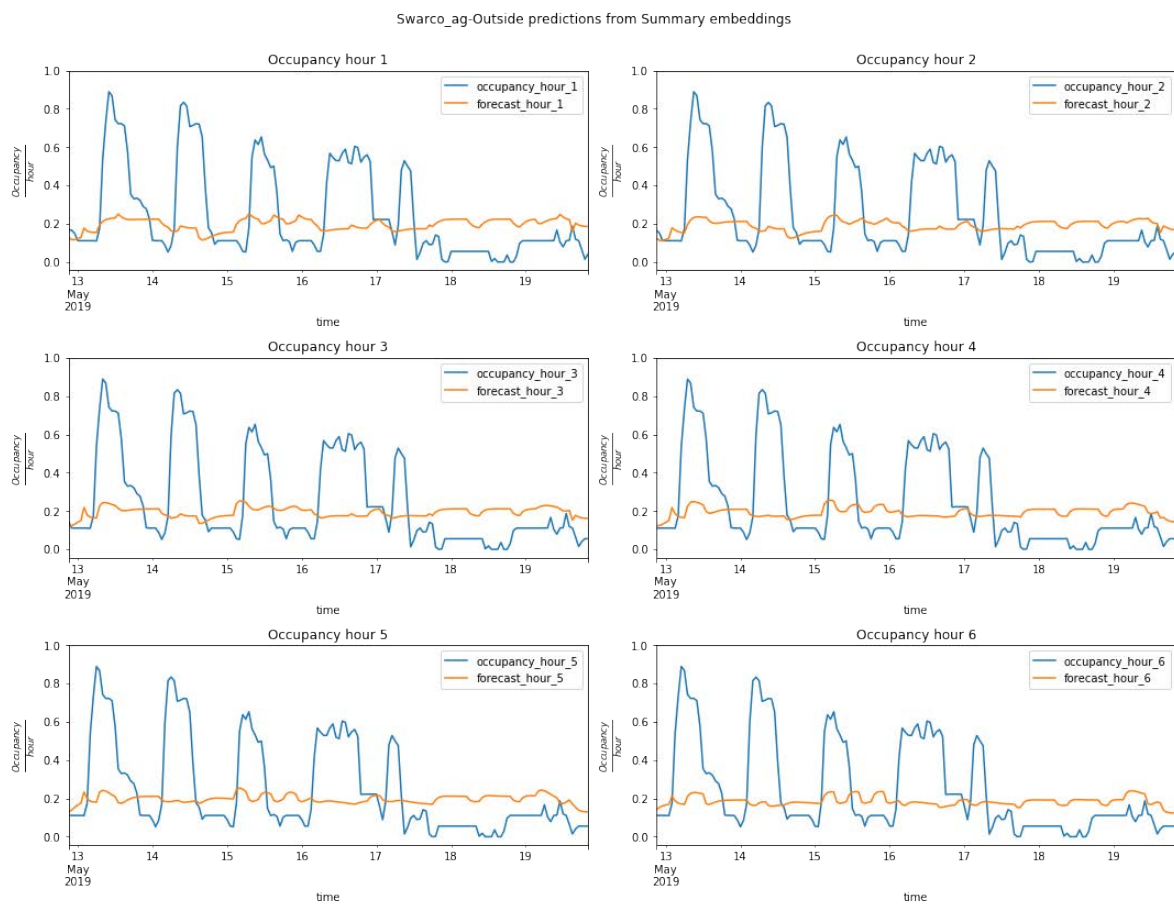 Swarco_ag-Outside predictions from Summary embeddings
Occupancy hour 1
1.0
0.8
0.6
0.4
0.2
0.0
Occupancy
hour
occupancy_hour_1
forecast_hour_1
13
14
15
16
17
18
19
May
2019
time
Occupancy hour 2
1.0
0.8
0.6
0.4
0.2
0.0
Occupancy
hour
occupancy_hour_2
forecast_hour_2
13
14
15
16
17
18
19
May
2019
time
Occupancy hour 3
1.0
0.8
0.6
0.4
0.2
0.0
Occupancy
hour
occupancy_hour_3
forecast_hour_3
13
14
15
16
17
18
19
May
2019
time
Occupancy hour 4
1.0
0.8
0.6
0.4
0.2
0.0
Occupancy
hour
occupancy_hour_4
forecast_hour_4
13
14
15
16
17
18
19
May
2019
time
Occupancy hour 5
1.0
0.8
0.6
0.4
0.2
0.0
Occupancy
hour
occupancy_hour_5
forecast_hour_5
13
14
15
16
17
18
19
May
2019
time
Occupancy hour 6
1.0
0.8
0.6
0.4
0.2
0.0
Occupancy
hour
occupancy_hour_6
forecast_hour_6
13
14
15
16
17
18
19
May
2019
time